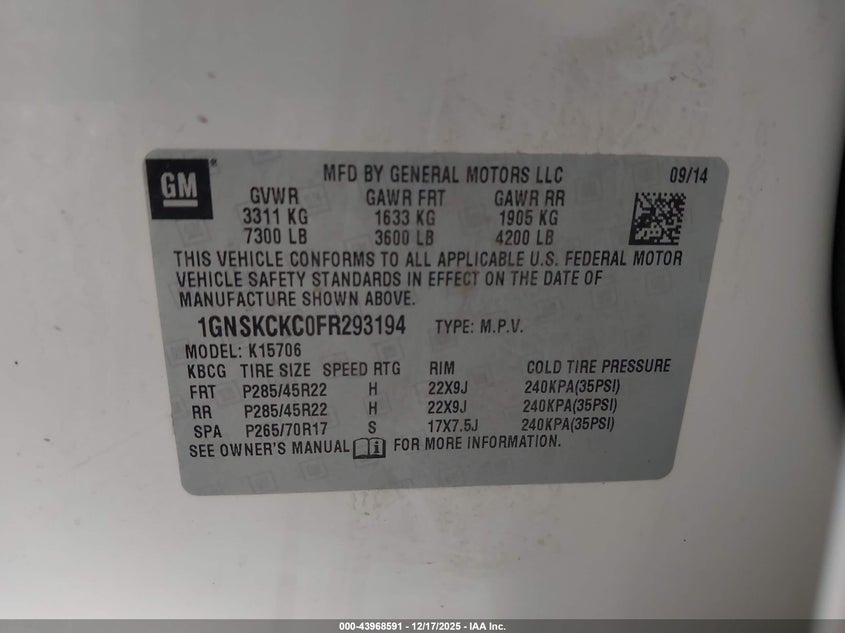 GM
MFD BY GENERAL MOTORS LLC 09/14
GVWR GAWR FRT GAWR RR
3311 KG 1633 KG 1905 KG
7300 LB 3600 LB 4200 LB
THIS VEHICLE CONFORMS TO ALL APPLICABLE U.S. FEDERAL MOTOR
VEHICLE SAFETY STANDARDS IN EFFECT ON THE DATE OF
MANUFACTURE SHOWN ABOVE.
1GNSKCKC0FR293194 TYPE: M.P.V.
MODEL: K15706
KBCG TIRE SIZE SPEED RTG RIM COLD TIRE PRESSURE
FRT P285/45R22 H 22X9J 240KPA(35PSI)
RR P285/45R22 H 22X9J 240KPA(35PSI)
SPA P265/70R17 S 17X7.5J 240KPA(35PSI)
SEE OWNER'S MANUAL FOR MORE INFORMATION.
000-43968591 - 12/17/2025 - IAA Inc.